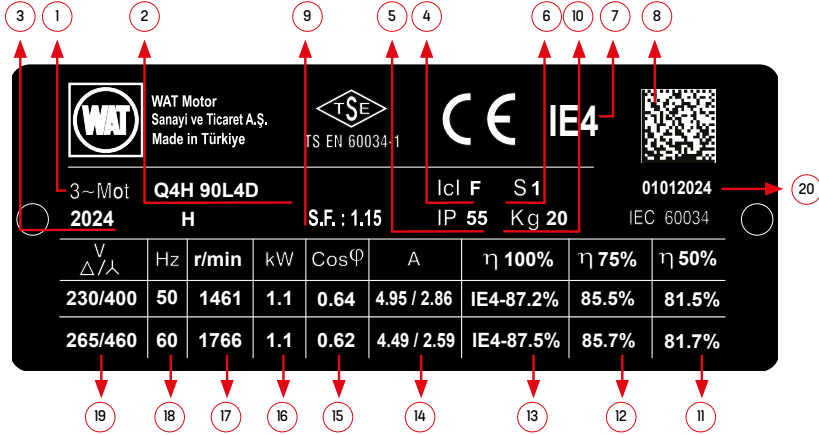 3 1 2 9 5 4 6 10 7 8
WAT
WAT Motor
Sanayi ve Ticaret A.Ş.
Made in Türkiye
TSE
TS EN 60034-1
CE
IE4
3~Mot Q4H 90L4D Icl F S 1 01012024 20
2024 H S.F. : 1.15 IP 55 Kg 20 IEC 60034
V
△/⅄ Hz r/min kW Cosφ A η 100% η 75% η 50%
230/400 50 1461 1.1 0.64 4.95 / 2.86 IE4-87.2% 85.5% 81.5%
265/460 60 1766 1.1 0.62 4.49 / 2.59 IE4-87.5% 85.7% 81.7%
19 18 17 16 15 14 13 12 11